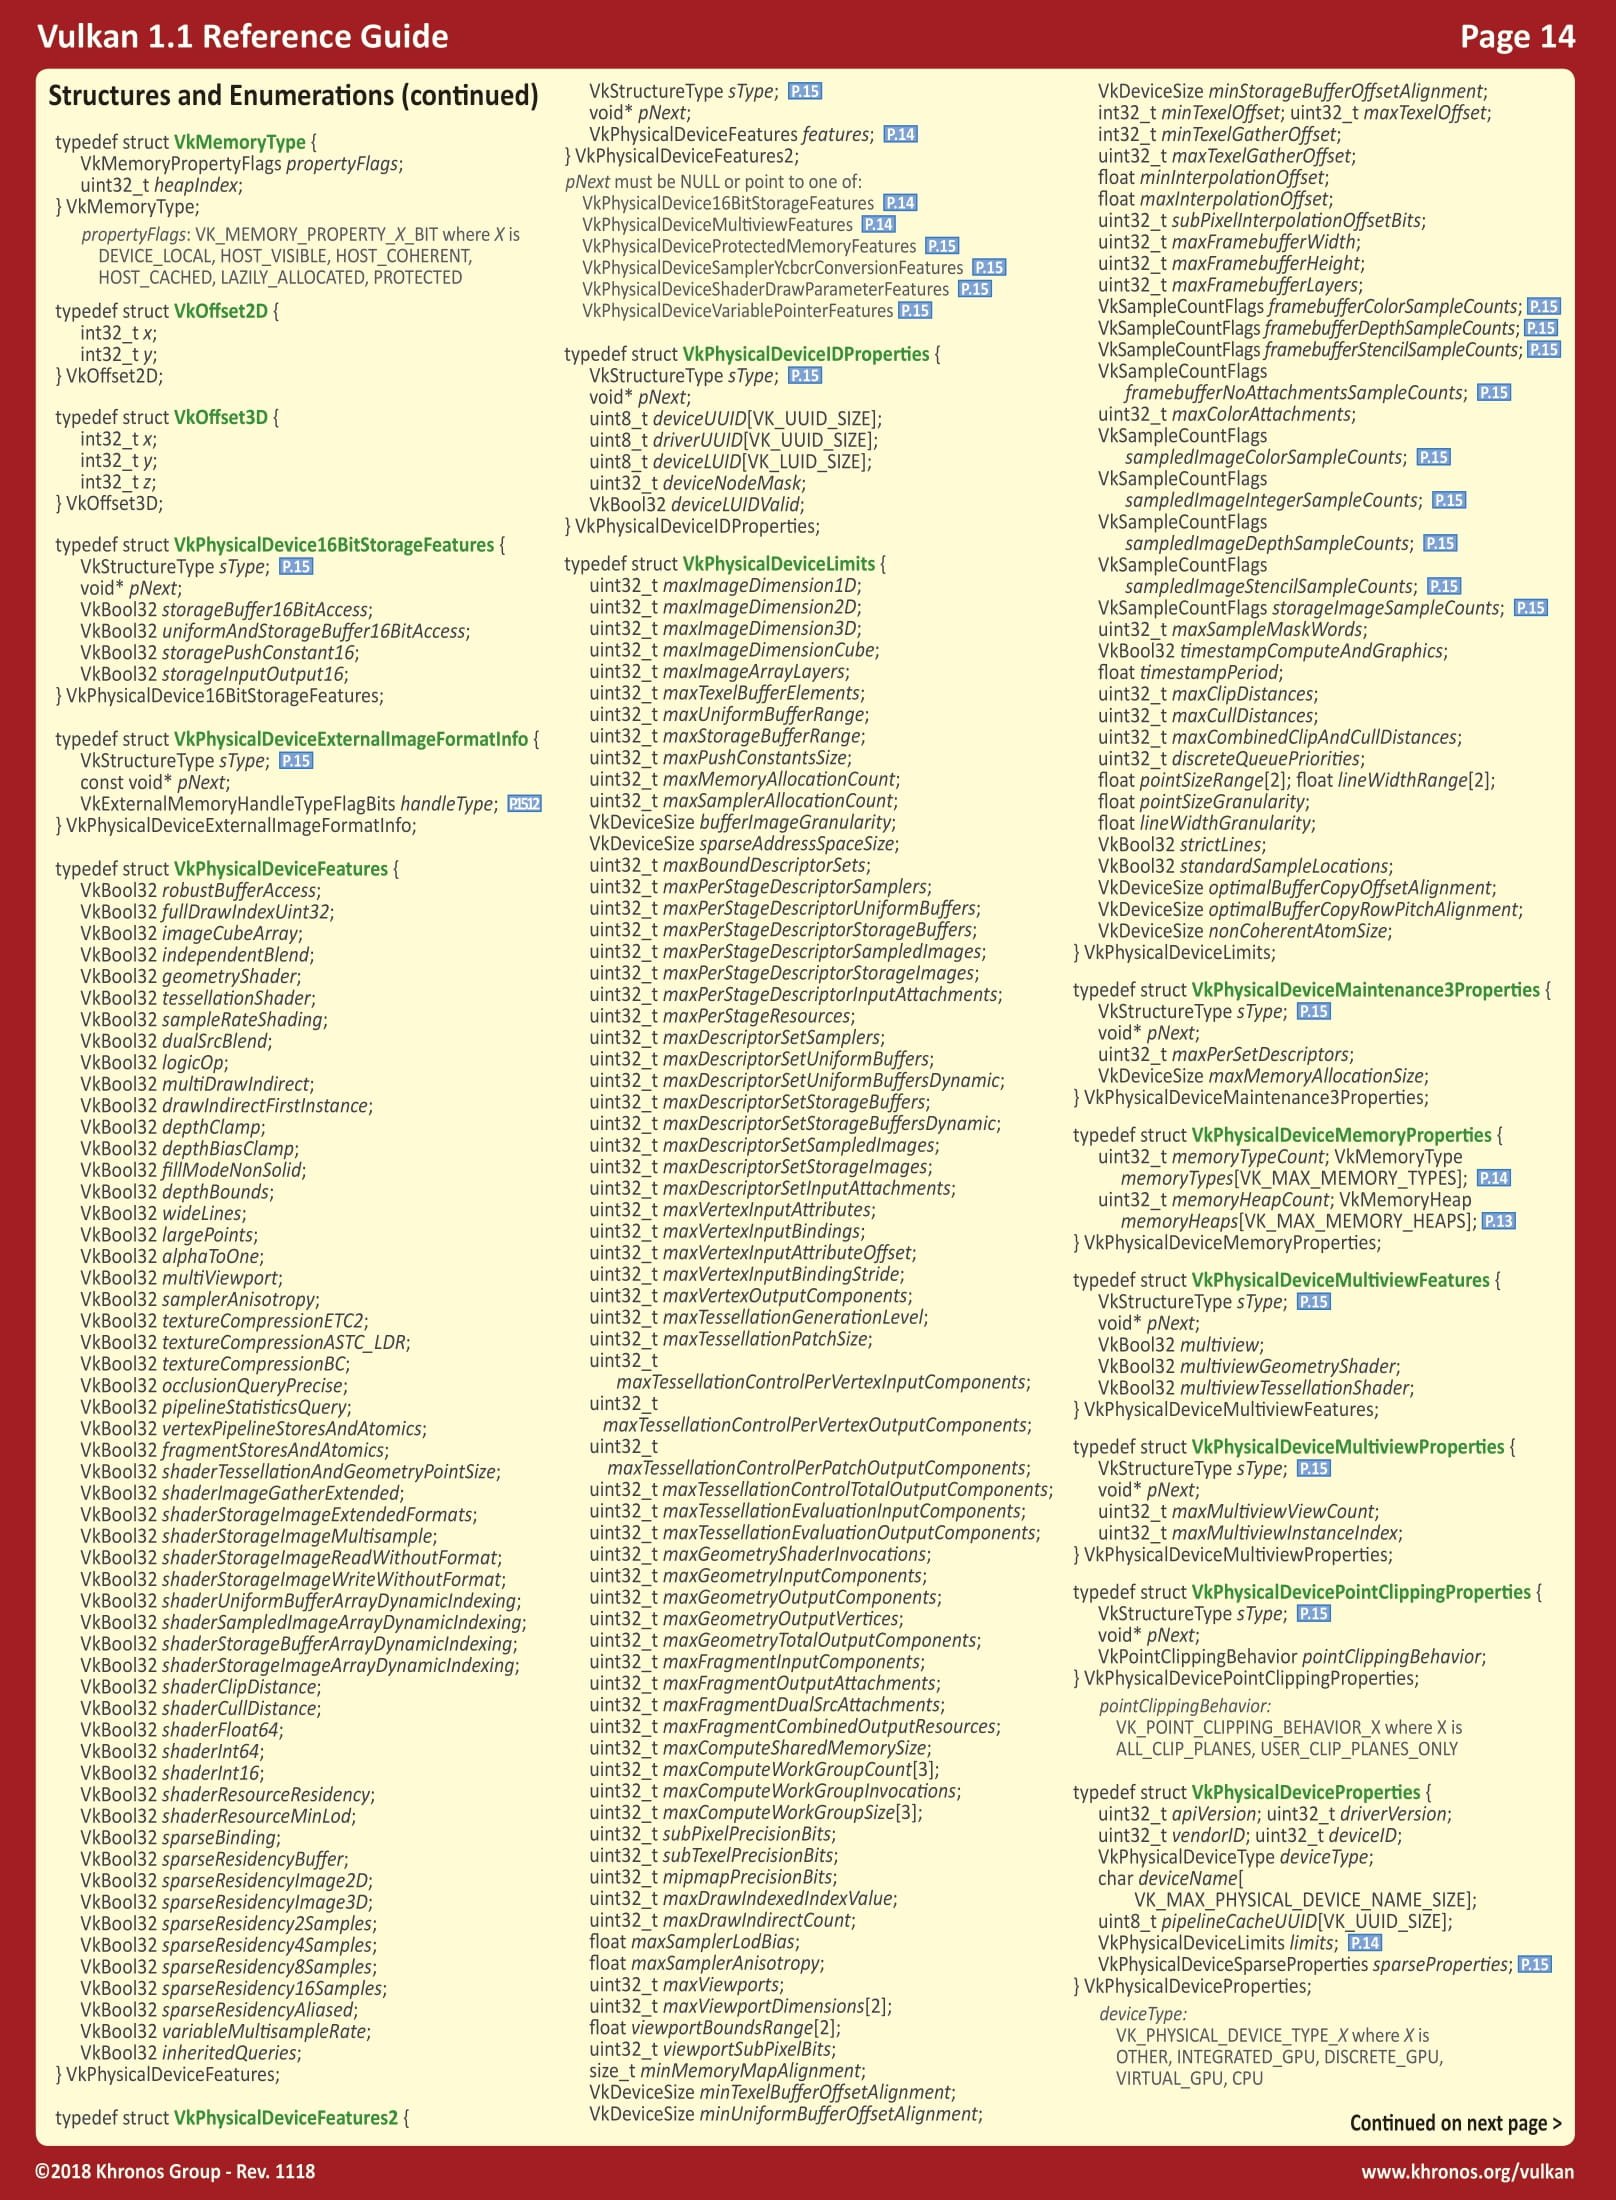 Vulkan 1.1 Reference Guide
Page 14
Structures and Enumerations (continued)
typedef struct VkMemoryType {
VkMemoryPropertyFlags propertyFlags;
uint32_t heapIndex;
} VkMemoryType;
propertyFlags: VK_MEMORY_PROPERTY_X_BIT where X is
DEVICE_LOCAL, HOST_VISIBLE, HOST_COHERENT,
HOST_CACHED, LAZILY_ALLOCATED, PROTECTED
typedef struct VkOffset2D {
int32_t x;
int32_t y;
} VkOffset2D;
typedef struct VkOffset3D {
int32_t x;
int32_t y;
int32_t z;
} VkOffset3D;
typedef struct VkPhysicalDevice16BitStorageFeatures {
VkStructureType sType; P.15
void* pNext;
VkBool32 storageBuffer16BitAccess;
VkBool32 uniformAndStorageBuffer16BitAccess;
VkBool32 storagePushConstant16;
VkBool32 storageInputOutput16;
} VkPhysicalDevice16BitStorageFeatures;
typedef struct VkPhysicalDeviceExternalImageFormatInfo {
VkStructureType sType; P.15
const void* pNext;
VkExternalMemoryHandleTypeFlagBits handleType;
} VkPhysicalDeviceExternalImageFormatInfo;
typedef struct VkPhysicalDeviceFeatures {
VkBool32 robustBufferAccess;
VkBool32 fullDrawIndexUint32;
VkBool32 imageCubeArray;
VkBool32 independentBlend;
VkBool32 geometryShader;
VkBool32 tessellationShader;
VkBool32 sampleRateShading;
VkBool32 dualSrcBlend;
VkBool32 logicOp;
VkBool32 multiDrawIndirect;
VkBool32 drawIndirectFirstInstance;
VkBool32 depthClamp;
VkBool32 depthBiasClamp;
VkBool32 fillModeNonSolid;
VkBool32 depthBounds;
VkBool32 wideLines;
VkBool32 largePoints;
VkBool32 alphaToOne;
VkBool32 multiViewport;
VkBool32 samplerAnisotropy;
VkBool32 textureCompressionETC2;
VkBool32 textureCompressionASTC_LDR;
VkBool32 textureCompressionBC;
VkBool32 occlusionQueryPrecise;
VkBool32 pipelineStatisticsQuery;
VkBool32 vertexPipelineStoresAndAtomics;
VkBool32 fragmentStoresAndAtomics;
VkBool32 shaderTessellationAndGeometryPointSize;
VkBool32 shaderImageGatherExtended;
VkBool32 shaderStorageImageExtendedFormats;
VkBool32 shaderStorageImageMultisample;
VkBool32 shaderStorageImageReadWithoutFormat;
VkBool32 shaderStorageImageWriteWithoutFormat;
VkBool32 shaderUniformBufferArrayDynamicIndexing;
VkBool32 shaderSampledImageArrayDynamicIndexing;
VkBool32 shaderStorageBufferArrayDynamicIndexing;
VkBool32 shaderStorageImageArrayDynamicIndexing;
VkBool32 shaderClipDistance;
VkBool32 shaderCullDistance;
VkBool32 shaderFloat64;
VkBool32 shaderInt64;
VkBool32 shaderInt16;
VkBool32 shaderResourceResidency;
VkBool32 shaderResourceMinLod;
VkBool32 sparseBinding;
VkBool32 sparseResidencyBuffer;
VkBool32 sparseResidencyImage2D;
VkBool32 sparseResidencyImage3D;
VkBool32 sparseResidency2Samples;
VkBool32 sparseResidency4Samples;
VkBool32 sparseResidency8Samples;
VkBool32 sparseResidency16Samples;
VkBool32 sparseResidencyAliased;
VkBool32 variableMultisampleRate;
VkBool32 inheritedQueries;
} VkPhysicalDeviceFeatures;
typedef struct VkPhysicalDeviceFeatures2 {
VkStructureType sType; P.15
void* pNext;
VkPhysicalDeviceFeatures features; P.14
} VkPhysicalDeviceFeatures2;
pNext must be NULL or point to one of:
VkPhysicalDevice16BitStorageFeatures P.14
VkPhysicalDeviceMultiviewFeatures P.14
VkPhysicalDeviceProtectedMemoryFeatures P.15
VkPhysicalDeviceSamplerYcbcrConversionFeatures P.15
VkPhysicalDeviceShaderDrawParameterFeatures P.15
VkPhysicalDeviceVariablePointerFeatures P.15
typedef struct VkPhysicalDeviceIDProperties {
VkStructureType sType; P.15
void* pNext;
uint8_t deviceUUID[VK_UUID_SIZE];
uint8_t driverUUID[VK_UUID_SIZE];
uint8_t deviceLUID[VK_LUID_SIZE];
uint32_t deviceNodeMask;
VkBool32 deviceLUIDValid;
} VkPhysicalDeviceIDProperties;
typedef struct VkPhysicalDeviceLimits {
uint32_t maxImageDimension1D;
uint32_t maxImageDimension2D;
uint32_t maxImageDimension3D;
uint32_t maxImageDimensionCube;
uint32_t maxImageArrayLayers;
uint32_t maxTexelBufferElements;
uint32_t maxUniformBufferRange;
uint32_t maxStorageBufferRange;
uint32_t maxPushConstantsSize;
uint32_t maxMemoryAllocationCount;
uint32_t maxSamplerAllocationCount;
VkDeviceSize bufferImageGranularity;
VkDeviceSize sparseAddressSpaceSize;
uint32_t maxBoundDescriptorSets;
uint32_t maxPerStageDescriptorSamplers;
uint32_t maxPerStageDescriptorUniformBuffers;
uint32_t maxPerStageDescriptorStorageBuffers;
uint32_t maxPerStageDescriptorSampledImages;
uint32_t maxPerStageDescriptorStorageImages;
uint32_t maxPerStageDescriptorInputAttachments;
uint32_t maxPerStageResources;
uint32_t maxDescriptorSetSamplers;
uint32_t maxDescriptorSetUniformBuffers;
uint32_t maxDescriptorSetUniformBuffersDynamic;
uint32_t maxDescriptorSetStorageBuffers;
uint32_t maxDescriptorSetStorageBuffersDynamic;
uint32_t maxDescriptorSetSampledImages;
uint32_t maxDescriptorSetStorageImages;
uint32_t maxDescriptorSetInputAttachments;
uint32_t maxVertexInputAttributes;
uint32_t maxVertexInputBindings;
uint32_t maxVertexInputAttributeOffset;
uint32_t maxVertexInputBindingStride;
uint32_t maxVertexOutputComponents;
uint32_t maxTessellationGenerationLevel;
uint32_t maxTessellationPatchSize;
uint32_t
maxTessellationControlPerVertexInputComponents;
uint32_t
maxTessellationControlPerVertexOutputComponents;
uint32_t
maxTessellationControlPerPatchOutputComponents;
uint32_t maxTessellationControlTotalOutputComponents;
uint32_t maxTessellationEvaluationInputComponents;
uint32_t maxTessellationEvaluationOutputComponents;
uint32_t maxGeometryShaderInvocations;
uint32_t maxGeometryInputComponents;
uint32_t maxGeometryOutputComponents;
uint32_t maxGeometryOutputVertices;
uint32_t maxGeometryTotalOutputComponents;
uint32_t maxFragmentInputComponents;
uint32_t maxFragmentOutputAttachments;
uint32_t maxFragmentDualSrcAttachments;
uint32_t maxFragmentCombinedOutputResources;
uint32_t maxComputeSharedMemorySize;
uint32_t maxComputeWorkGroupCount[3];
uint32_t maxComputeWorkGroupInvocations;
uint32_t maxComputeWorkGroupSize[3];
uint32_t subPixelPrecisionBits;
uint32_t subTexelPrecisionBits;
uint32_t mipmapPrecisionBits;
uint32_t maxDrawIndexedIndexValue;
uint32_t maxDrawIndirectCount;
float maxSamplerLodBias;
float maxSamplerAnisotropy;
uint32_t maxViewports;
uint32_t maxViewportDimensions[2];
float viewportBoundsRange[2];
uint32_t viewportSubPixelBits;
size_t minMemoryMapAlignment;
VkDeviceSize minTexelBufferOffsetAlignment;
VkDeviceSize minUniformBufferOffsetAlignment;
VkDeviceSize minStorageBufferOffsetAlignment;
int32_t minTexelOffset; uint32_t maxTexelOffset;
int32_t minTexelGatherOffset;
uint32_t maxTexelGatherOffset;
float minInterpolationOffset;
float maxInterpolationOffset;
uint32_t subPixelInterpolationOffsetBits;
uint32_t maxFramebufferWidth;
uint32_t maxFramebufferHeight;
uint32_t maxFramebufferLayers;
VkSampleCountFlags framebufferColorSampleCounts; P.15
VkSampleCountFlags framebufferDepthSampleCounts; P.15
VkSampleCountFlags framebufferStencilSampleCounts; P.15
VkSampleCountFlags
framebufferNoAttachmentsSampleCounts; P.15
uint32_t maxColorAttachments;
VkSampleCountFlags
sampledImageColorSampleCounts; P.15
VkSampleCountFlags
sampledImageIntegerSampleCounts; P.15
VkSampleCountFlags
sampledImageDepthSampleCounts; P.15
VkSampleCountFlags
sampledImageStencilSampleCounts; P.15
VkSampleCountFlags storageImageSampleCounts; P.15
uint32_t maxSampleMaskWords;
VkBool32 timestampComputeAndGraphics;
float timestampPeriod;
uint32_t maxClipDistances;
uint32_t maxCullDistances;
uint32_t maxCombinedClipAndCullDistances;
uint32_t discreteQueuePriorities;
float pointSizeRange[2]; float lineWidthRange[2];
float pointSizeGranularity;
float lineWidthGranularity;
VkBool32 strictLines;
VkBool32 standardSampleLocations;
VkDeviceSize optimalBufferCopyOffsetAlignment;
VkDeviceSize optimalBufferCopyRowPitchAlignment;
VkDeviceSize nonCoherentAtomSize;
} VkPhysicalDeviceLimits;
typedef struct VkPhysicalDeviceMaintenance3Properties {
VkStructureType sType; P.15
void* pNext;
uint32_t maxPerSetDescriptors;
VkDeviceSize maxMemoryAllocationSize;
} VkPhysicalDeviceMaintenance3Properties;
typedef struct VkPhysicalDeviceMemoryProperties {
uint32_t memoryTypeCount; VkMemoryType
memoryTypes[VK_MAX_MEMORY_TYPES]; P.14
uint32_t memoryHeapCount; VkMemoryHeap
memoryHeaps[VK_MAX_MEMORY_HEAPS]; P.13
} VkPhysicalDeviceMemoryProperties;
typedef struct VkPhysicalDeviceMultiviewFeatures {
VkStructureType sType; P.15
void* pNext;
VkBool32 multiview;
VkBool32 multiviewGeometryShader;
VkBool32 multiviewTessellationShader;
} VkPhysicalDeviceMultiviewFeatures;
typedef struct VkPhysicalDeviceMultiviewProperties {
VkStructureType sType; P.15
void* pNext;
uint32_t maxMultiviewViewCount;
uint32_t maxMultiviewInstanceIndex;
} VkPhysicalDeviceMultiviewProperties;
typedef struct VkPhysicalDevicePointClippingProperties {
VkStructureType sType; P.15
void* pNext;
VkPointClippingBehavior pointClippingBehavior;
} VkPhysicalDevicePointClippingProperties;
pointClippingBehavior:
VK_POINT_CLIPPING_BEHAVIOR_X where X is
ALL_CLIP_PLANES, USER_CLIP_PLANES_ONLY
typedef struct VkPhysicalDeviceProperties {
uint32_t apiVersion; uint32_t driverVersion;
uint32_t vendorID; uint32_t deviceID;
VkPhysicalDeviceType deviceType;
char deviceName[
VK_MAX_PHYSICAL_DEVICE_NAME_SIZE];
uint8_t pipelineCacheUUID[VK_UUID_SIZE];
VkPhysicalDeviceLimits limits; P.14
VkPhysicalDeviceSparseProperties sparseProperties; P.15
} VkPhysicalDeviceProperties;
deviceType:
VK_PHYSICAL_DEVICE_TYPE_X where X is
OTHER, INTEGRATED_GPU, DISCRETE_GPU,
VIRTUAL_GPU, CPU
Continued on next page >
©2018 Khronos Group - Rev. 1118
www.khronos.org/vulkan